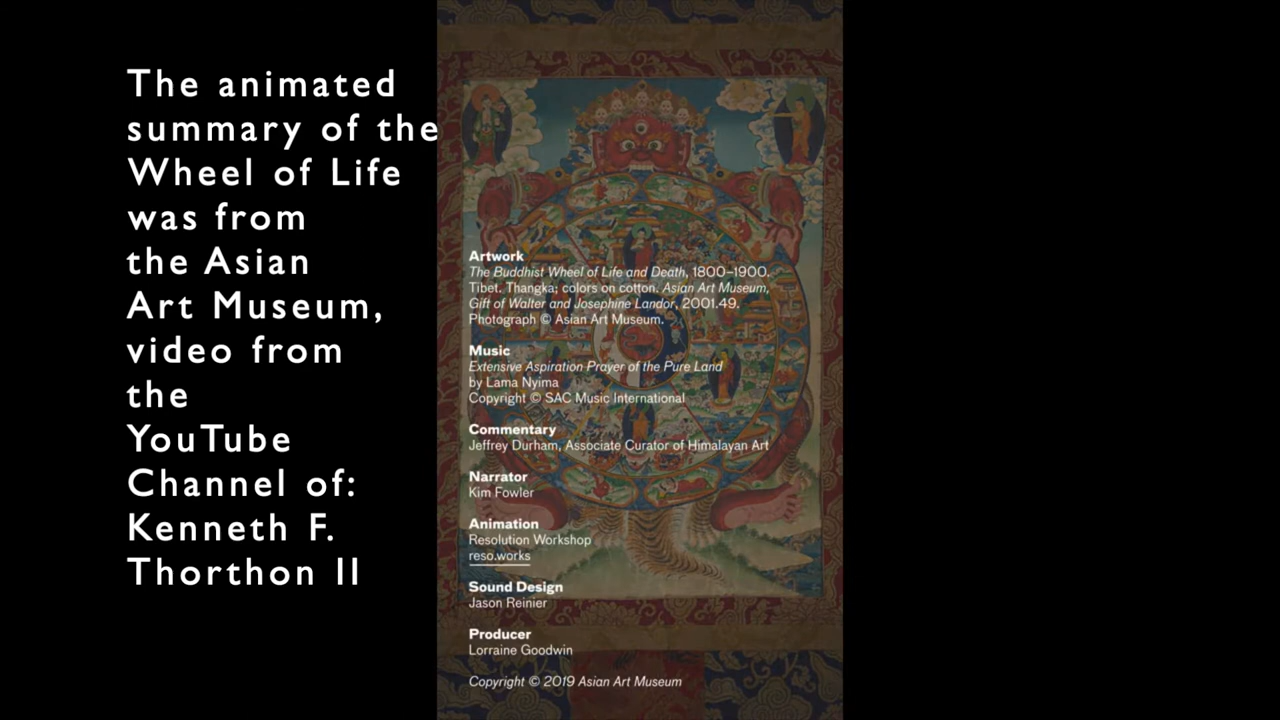 The animated
summary of the
Wheel of Life
was from
the Asian
Art Museum,
video from
the
YouTube
Channel of:
Kenneth F.
Thorthon II
Artwork
The Buddhist Wheel of Life and Death, 1800–1900.
Tibet. Thangka; colors on cotton. Asian Art Museum,
Gift of Walter and Josephine Landor, 2001.49.
Photograph © Asian Art Museum.
Music
Extensive Aspiration Prayer of the Pure Land
by Lama Nyima
Copyright © SAC Music International
Commentary
Jeffrey Durham, Associate Curator of Himalayan Art
Narrator
Kim Fowler
Animation
Resolution Workshop
reso.works
Sound Design
Jason Reinier
Producer
Lorraine Goodwin
Copyright © 2019 Asian Art Museum